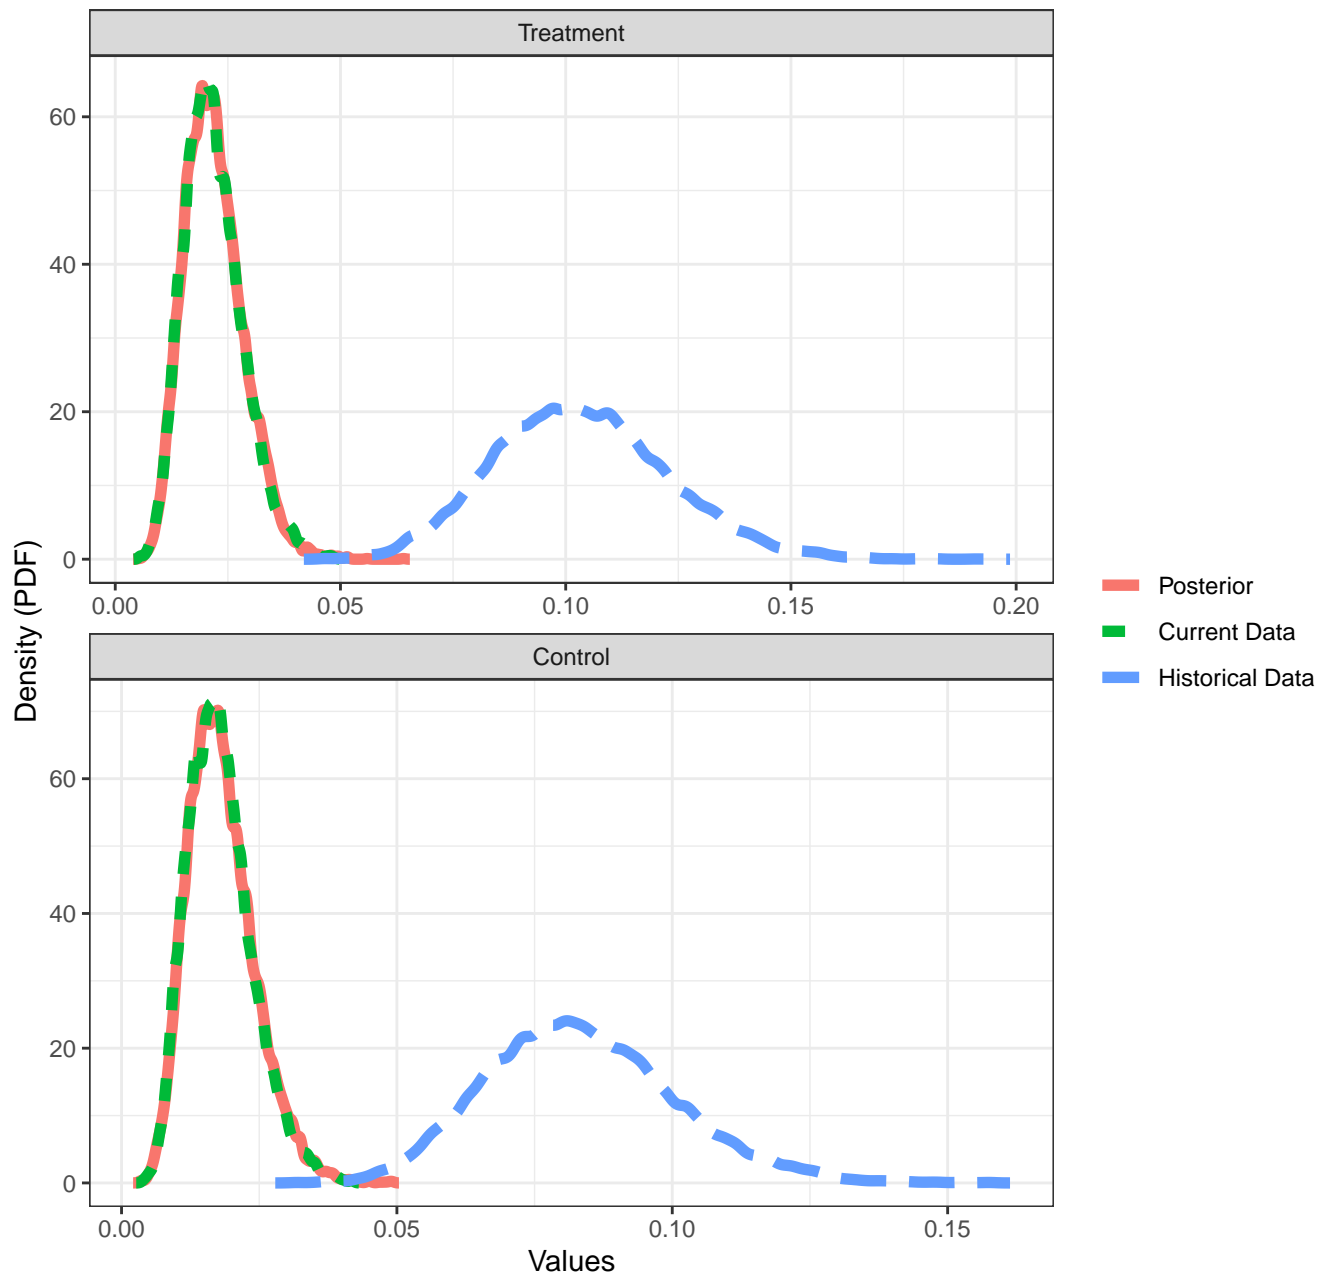 Treatment
60
40
20
0
0.00 0.05 0.10 0.15 0.20
Density (PDF)
Posterior
Current Data
Historical Data
Control
60
40
20
0
0.00 0.05 0.10 0.15
Values